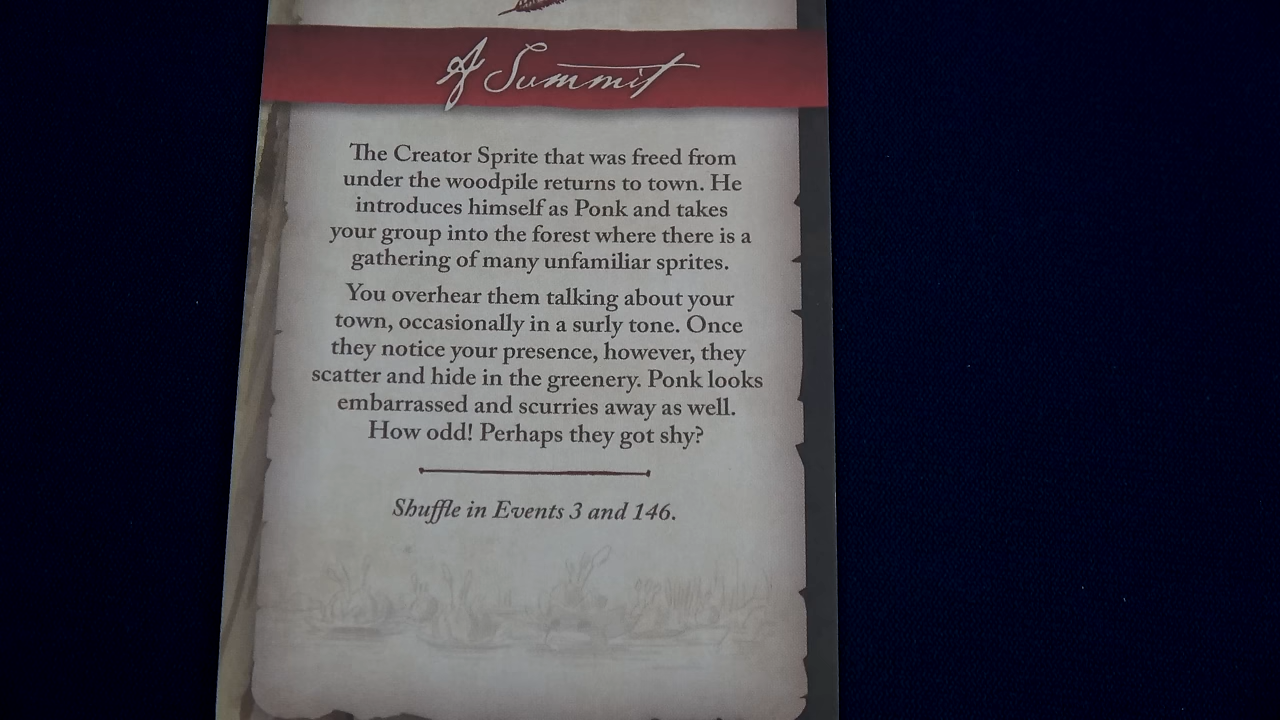 A Summit
The Creator Sprite that was freed from
under the woodpile returns to town. He
introduces himself as Ponk and takes
your group into the forest where there is a
gathering of many unfamiliar sprites.
You overhear them talking about your
town, occasionally in a surly tone. Once
they notice your presence, however, they
scatter and hide in the greenery. Ponk looks
embarrassed and scurries away as well.
How odd! Perhaps they got shy?
Shuffle in Events 3 and 146.